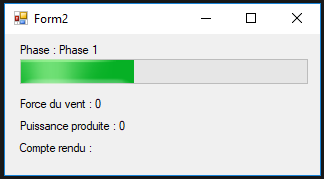 Form2
Phase : Phase 1
Force du vent : 0
Puissance produite : 0
Compte rendu :